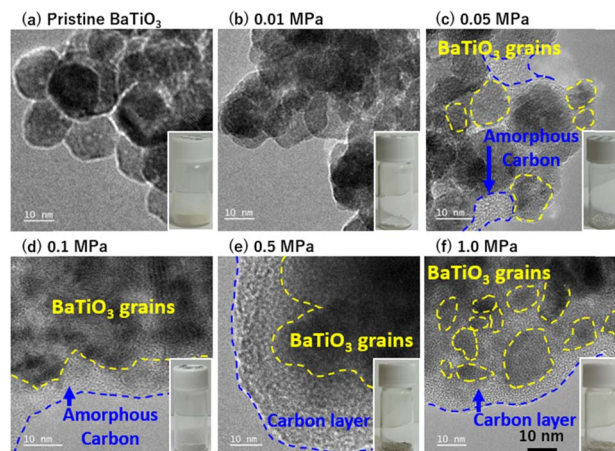 (a) Pristine BaTiO₃
10 nm
(b) 0.01 MPa
10 nm
(c) 0.05 MPa
BaTiO₃ grains
Amorphous
Carbon
10 nm
(d) 0.1 MPa
BaTiO₃ grains
Amorphous
Carbon
10 nm
(e) 0.5 MPa
BaTiO₃ grains
Carbon layer
10 nm
(f) 1.0 MPa
BaTiO₃ grains
Carbon layer
10 nm
10 nm